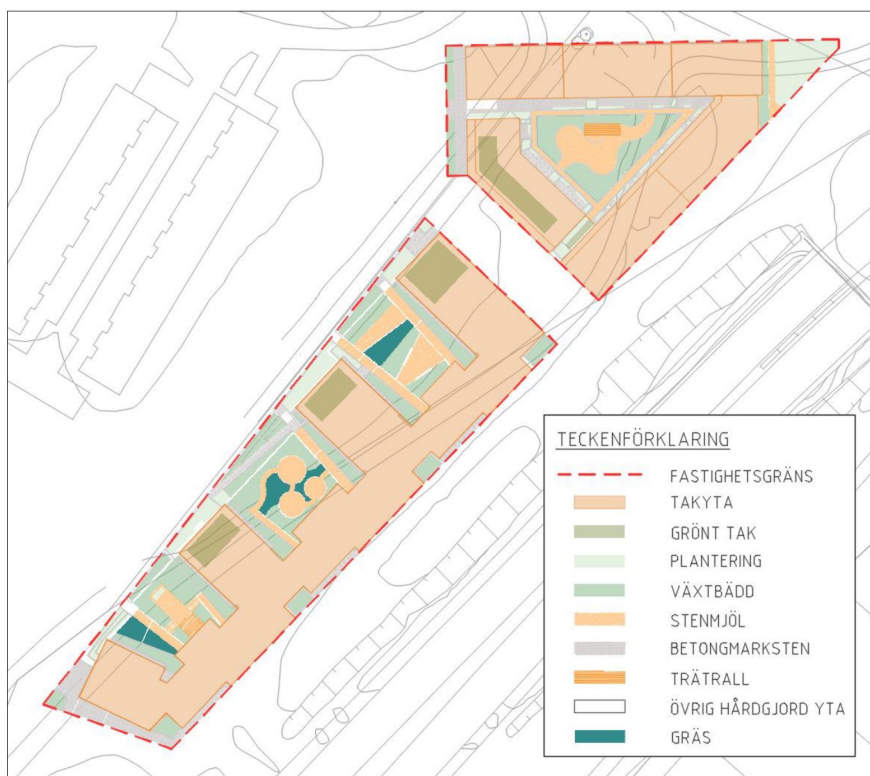 TECKENFÖRKLARING
FASTIGHETSGRÄNS
TAKYTA
GRÖNT TAK
PLANTERING
VÄXTBÄDD
STENMJÖL
BETONGMARKSTEN
TRÄTRALL
ÖVRIG HÅRDGJORD YTA
GRÄS